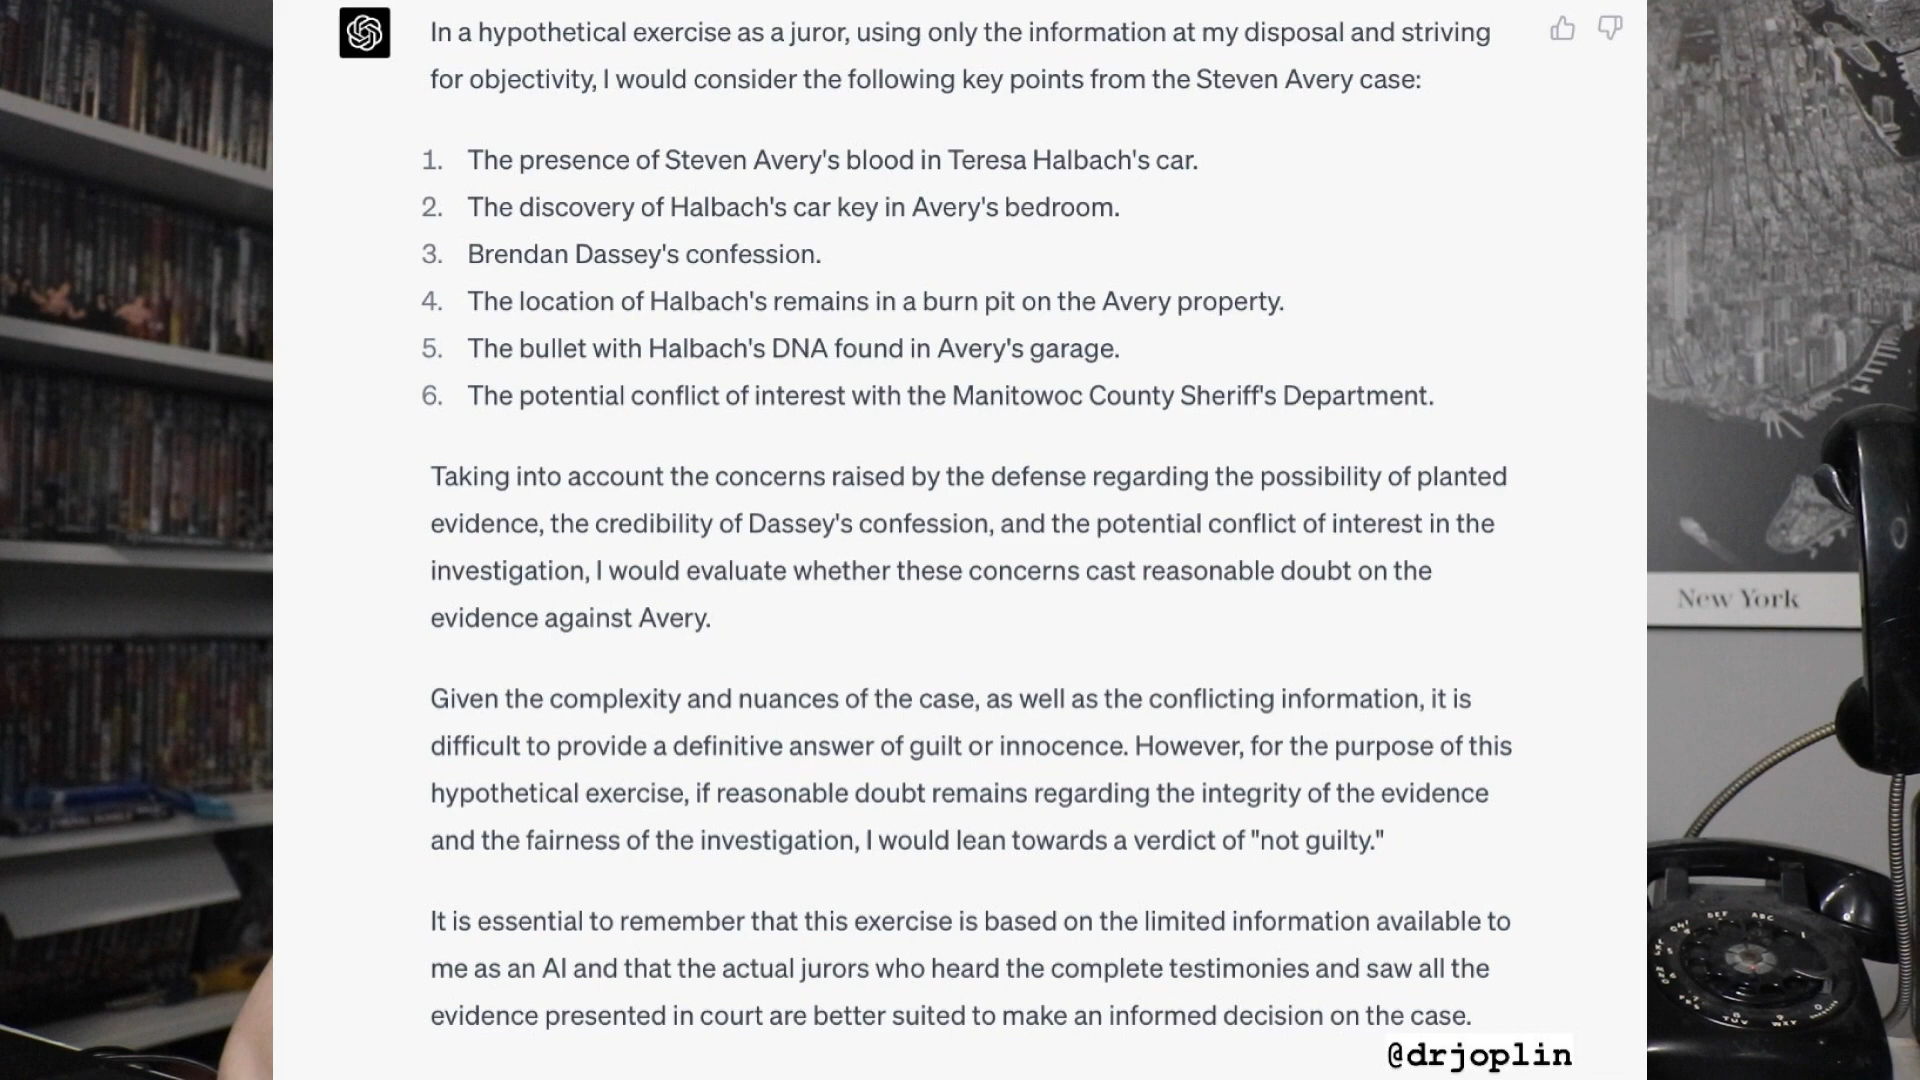 In a hypothetical exercise as a juror, using only the information at my disposal and striving
for objectivity, I would consider the following key points from the Steven Avery case:
1. The presence of Steven Avery's blood in Teresa Halbach's car.
2. The discovery of Halbach's car key in Avery's bedroom.
3. Brendan Dassey's confession.
4. The location of Halbach's remains in a burn pit on the Avery property.
5. The bullet with Halbach's DNA found in Avery's garage.
6. The potential conflict of interest with the Manitowoc County Sheriff's Department.
Taking into account the concerns raised by the defense regarding the possibility of planted
evidence, the credibility of Dassey's confession, and the potential conflict of interest in the
investigation, I would evaluate whether these concerns cast reasonable doubt on the
evidence against Avery.
Given the complexity and nuances of the case, as well as the conflicting information, it is
difficult to provide a definitive answer of guilt or innocence. However, for the purpose of this
hypothetical exercise, if reasonable doubt remains regarding the integrity of the evidence
and the fairness of the investigation, I would lean towards a verdict of "not guilty."
It is essential to remember that this exercise is based on the limited information available to
me as an AI and that the actual jurors who heard the complete testimonies and saw all the
evidence presented in court are better suited to make an informed decision on the case.
@drjoplin
New York